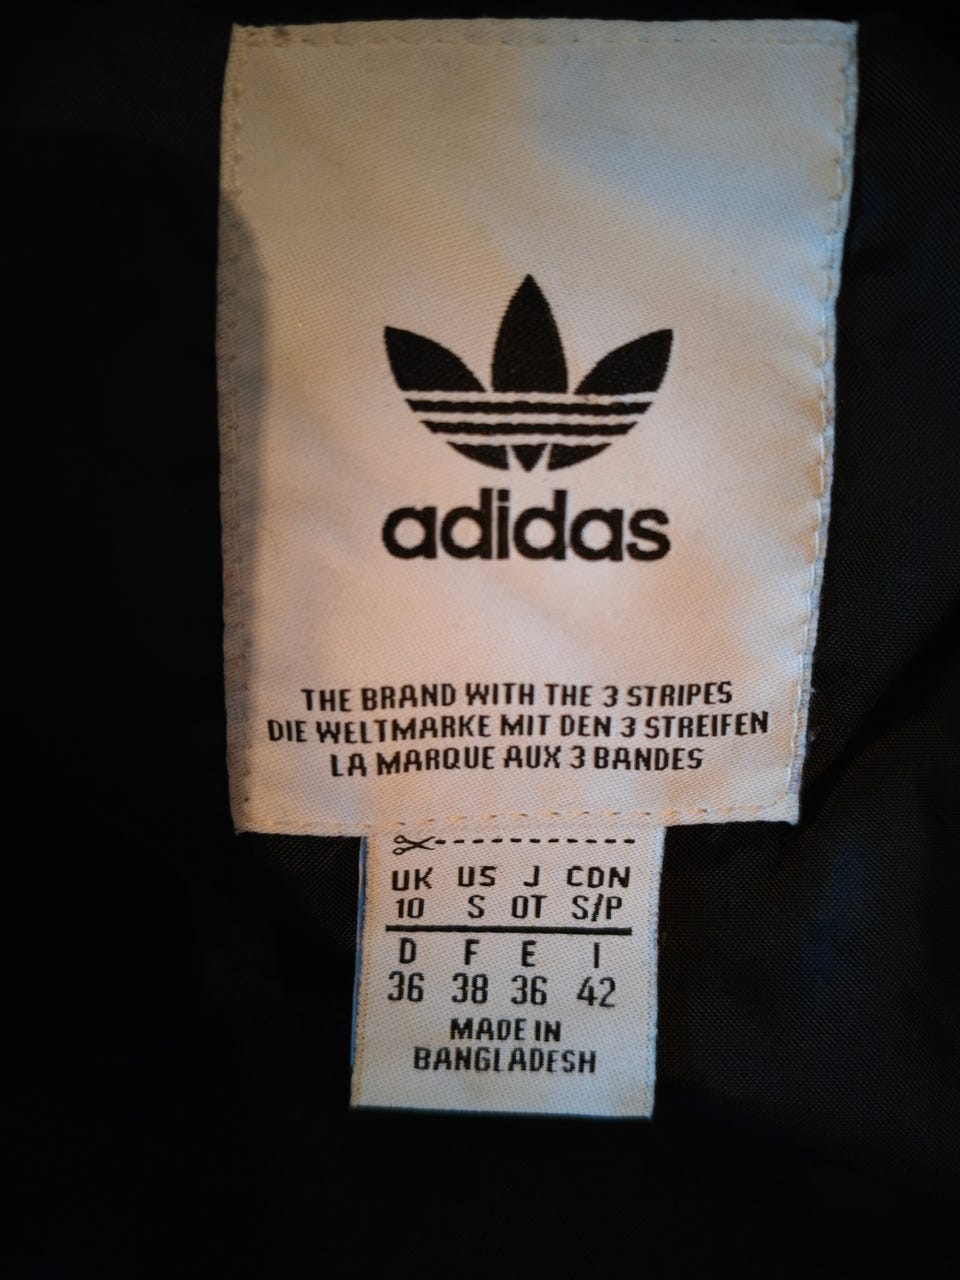 adidas
THE BRAND WITH THE 3 STRIPES
DIE WELTMARKE MIT DEN 3 STREIFEN
LA MARQUE AUX 3 BANDES
UK US J CDN
10 S OT S/P
D F E I
36 38 36 42
MADE IN
BANGLADESH